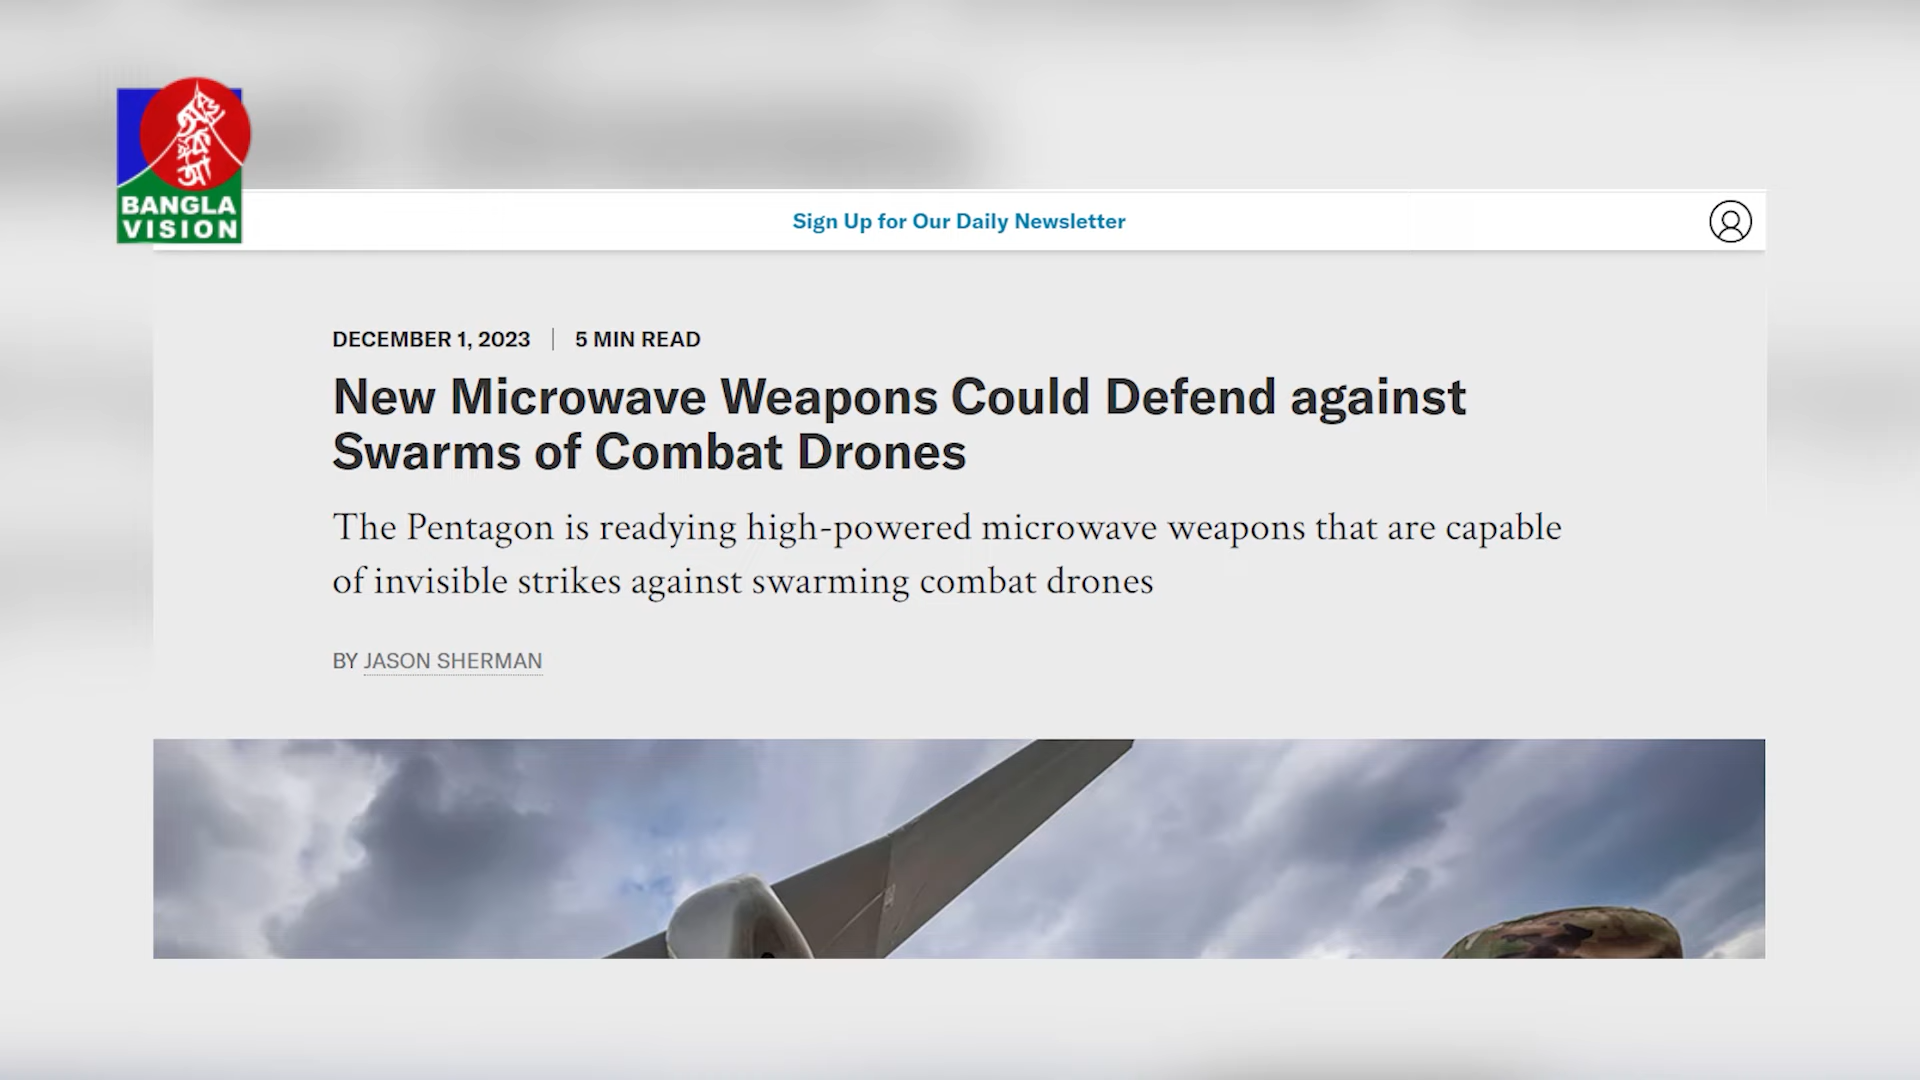 BANGLA
VISION
Sign Up for Our Daily Newsletter
DECEMBER 1, 2023 | 5 MIN READ
New Microwave Weapons Could Defend against
Swarms of Combat Drones
The Pentagon is readying high-powered microwave weapons that are capable
of invisible strikes against swarming combat drones
BY JASON SHERMAN